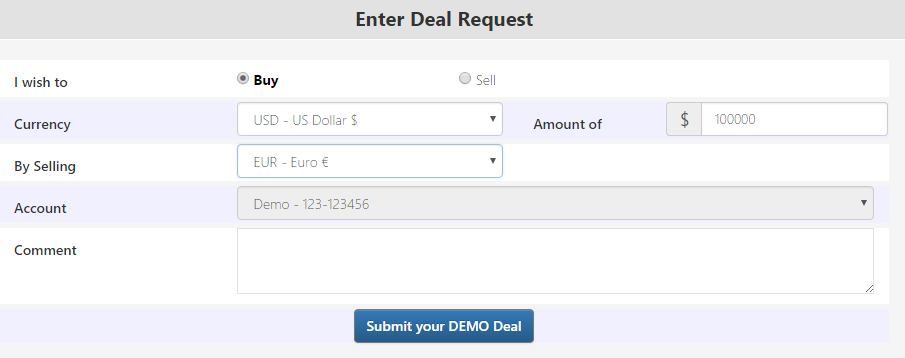 Enter Deal Request
I wish to Buy Sell
Currency USD - US Dollar $ Amount of $ 100000
By Selling EUR - Euro €
Account Demo - 123-123456
Comment
Submit your DEMO Deal